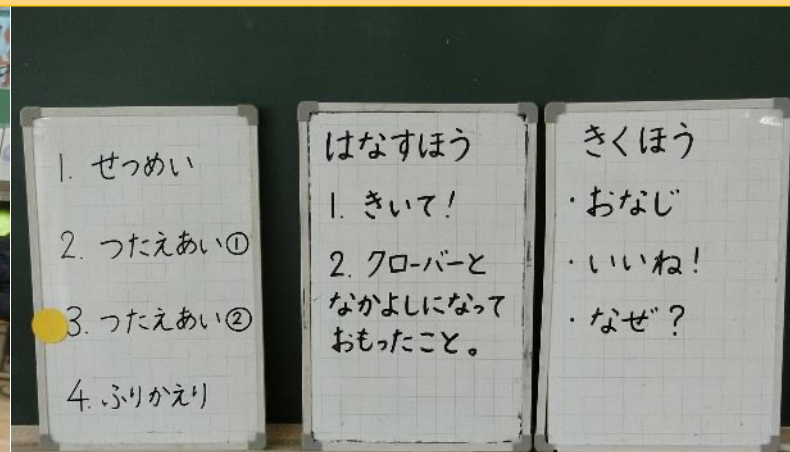 1. せつめい
2. つたえあい①
3. つたえあい②
4. ふりかえり
はなすほう
1. きいて!
2. クローバーと
なかよしになって
おもったこと。
きくほう
・おなじ
・いいね!
・なぜ?